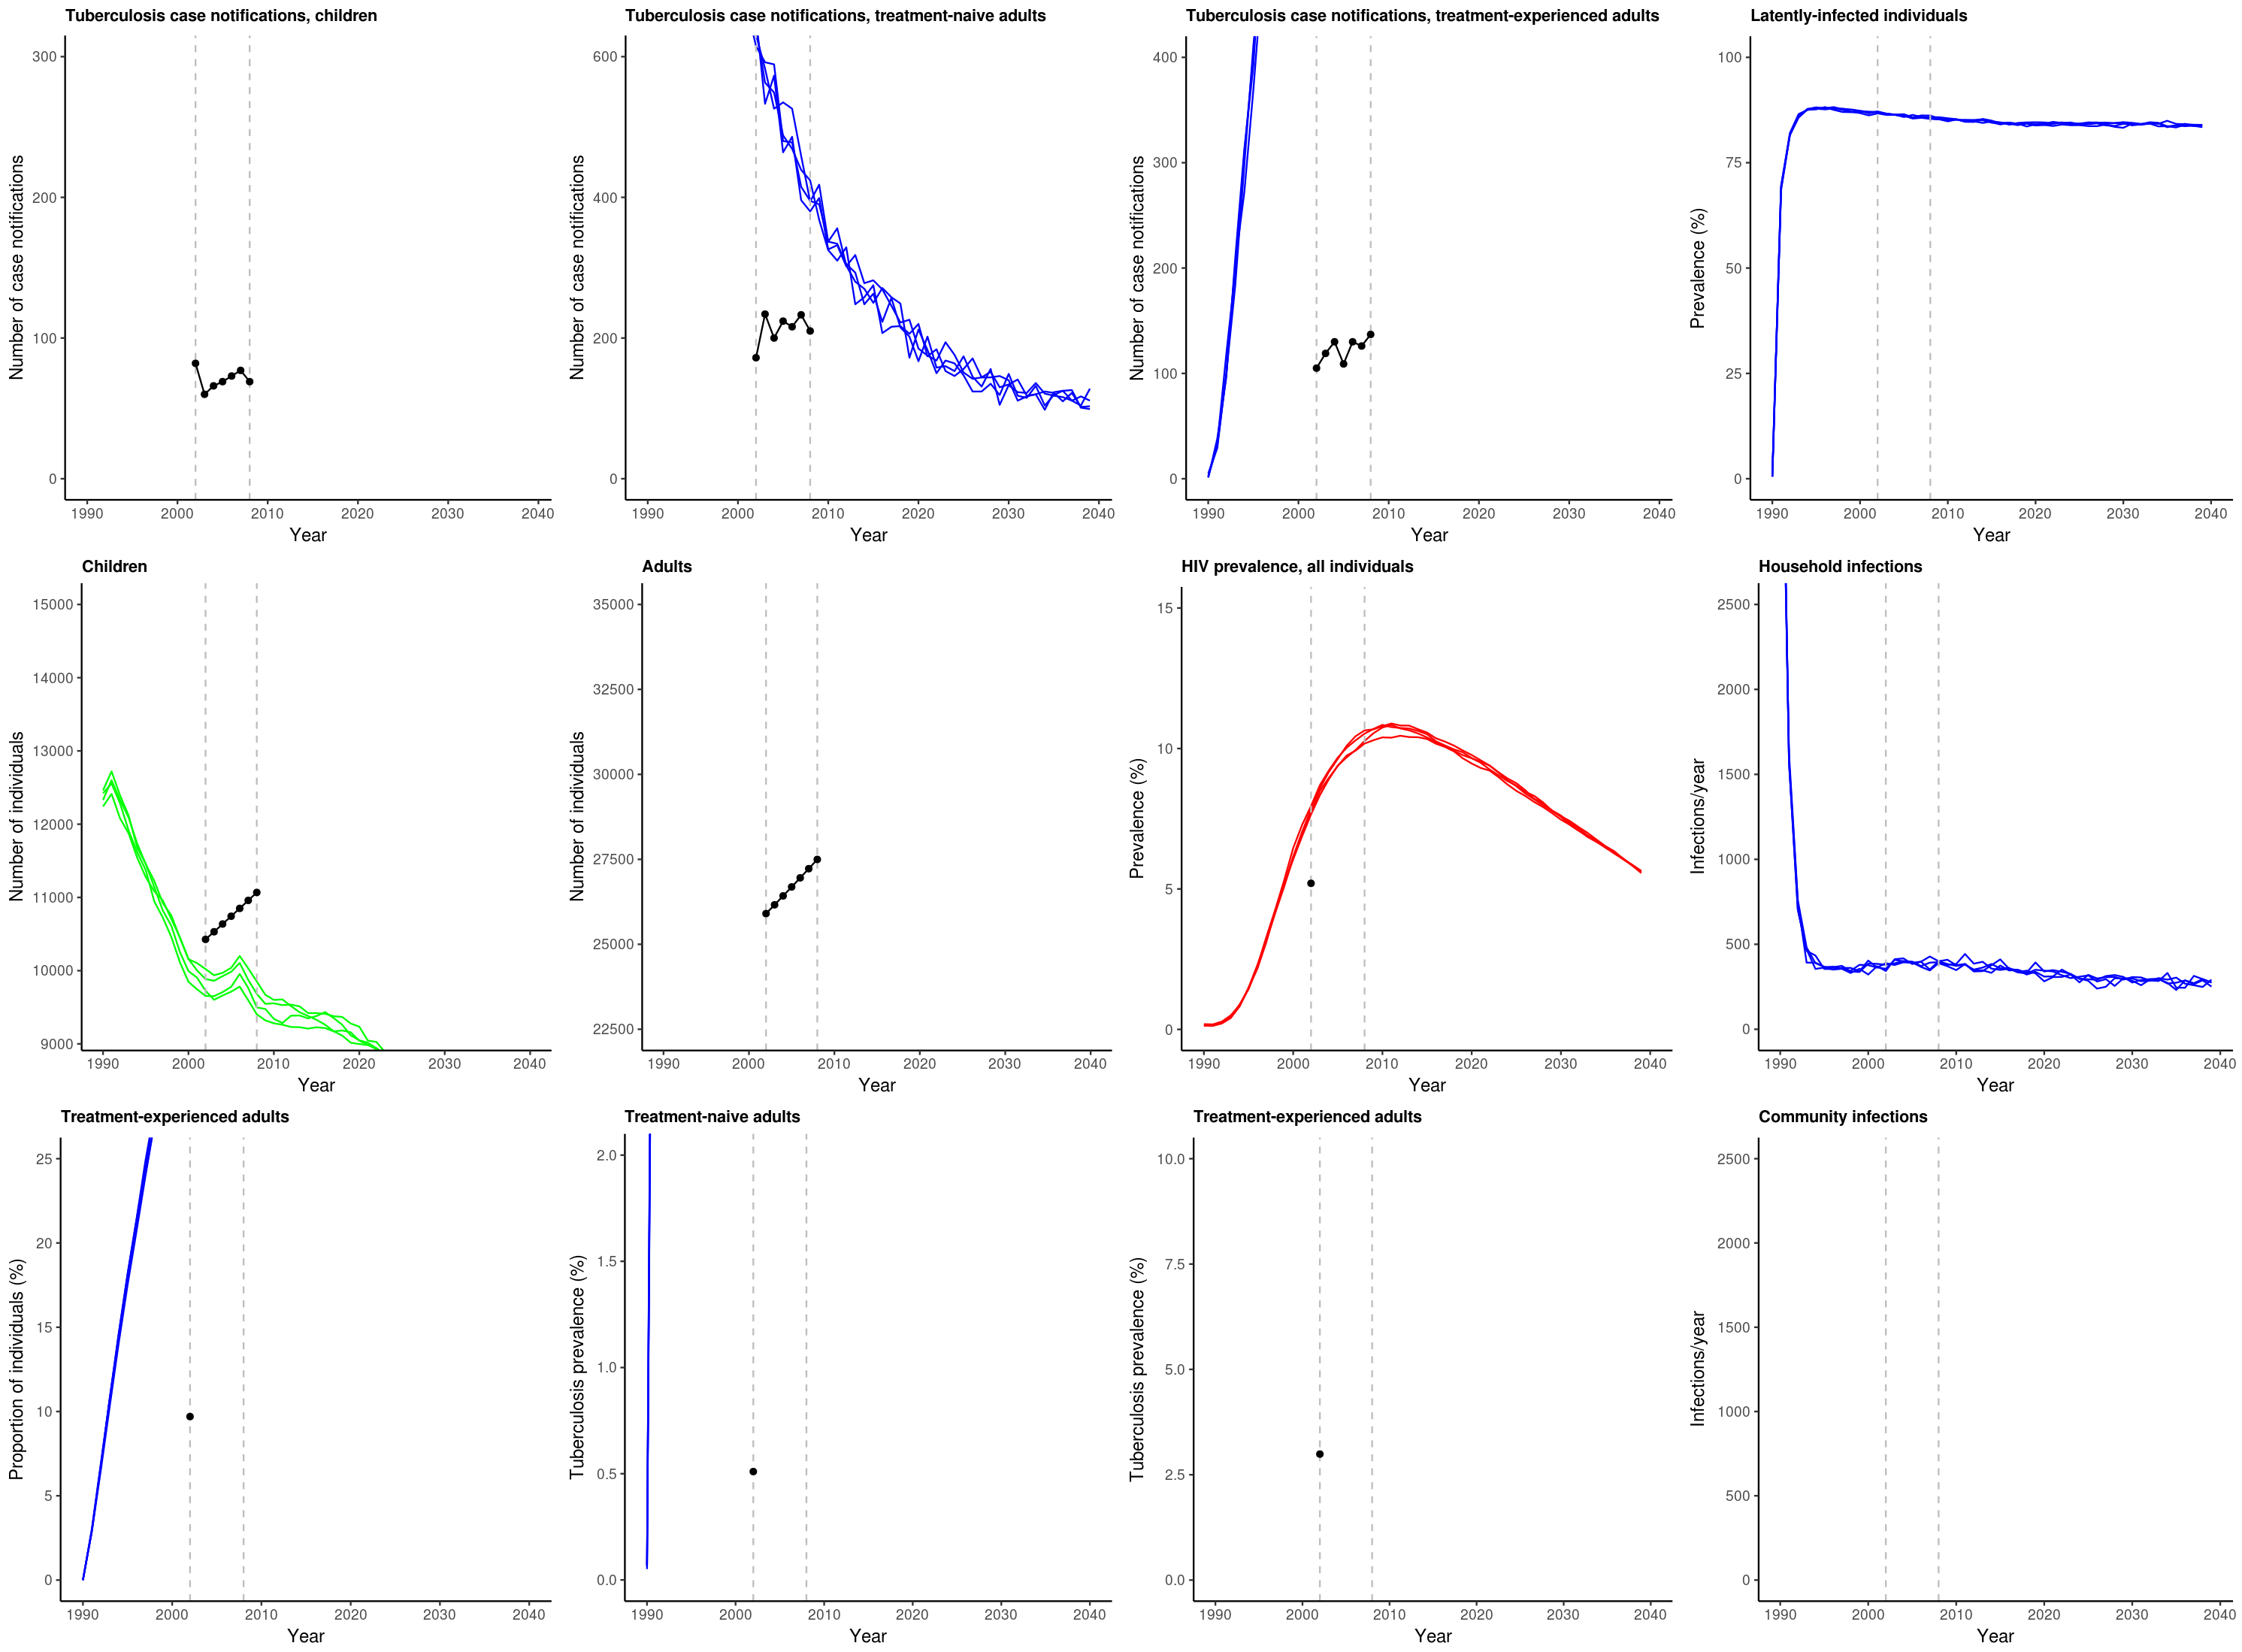 Tuberculosis case notifications, children
Number of case notifications
300
200
100
0
1990 2000 2010 2020 2030 2040
Year
Tuberculosis case notifications, treatment-naive adults
Number of case notifications
600
400
200
0
1990 2000 2010 2020 2030 2040
Year
Tuberculosis case notifications, treatment-experienced adults
Number of case notifications
400
300
200
100
0
1990 2000 2010 2020 2030 2040
Year
Latently-infected individuals
Prevalence (%)
100
75
50
25
0
1990 2000 2010 2020 2030 2040
Year
Children
Number of individuals
15000
14000
13000
12000
11000
10000
9000
1990 2000 2010 2020 2030 2040
Year
Adults
Number of individuals
35000
32500
30000
27500
25000
22500
1990 2000 2010 2020 2030 2040
Year
HIV prevalence, all individuals
Prevalence (%)
15
10
5
0
1990 2000 2010 2020 2030 2040
Year
Household infections
Infections/year
2500
2000
1500
1000
500
0
1990 2000 2010 2020 2030 2040
Year
Treatment-experienced adults
Proportion of individuals (%)
25
20
15
10
5
0
1990 2000 2010 2020 2030 2040
Year
Treatment-naive adults
Tuberculosis prevalence (%)
2.0
1.5
1.0
0.5
0.0
1990 2000 2010 2020 2030 2040
Year
Treatment-experienced adults
Tuberculosis prevalence (%)
10.0
7.5
5.0
2.5
0.0
1990 2000 2010 2020 2030 2040
Year
Community infections
Infections/year
2500
2000
1500
1000
500
0
1990 2000 2010 2020 2030 2040
Year